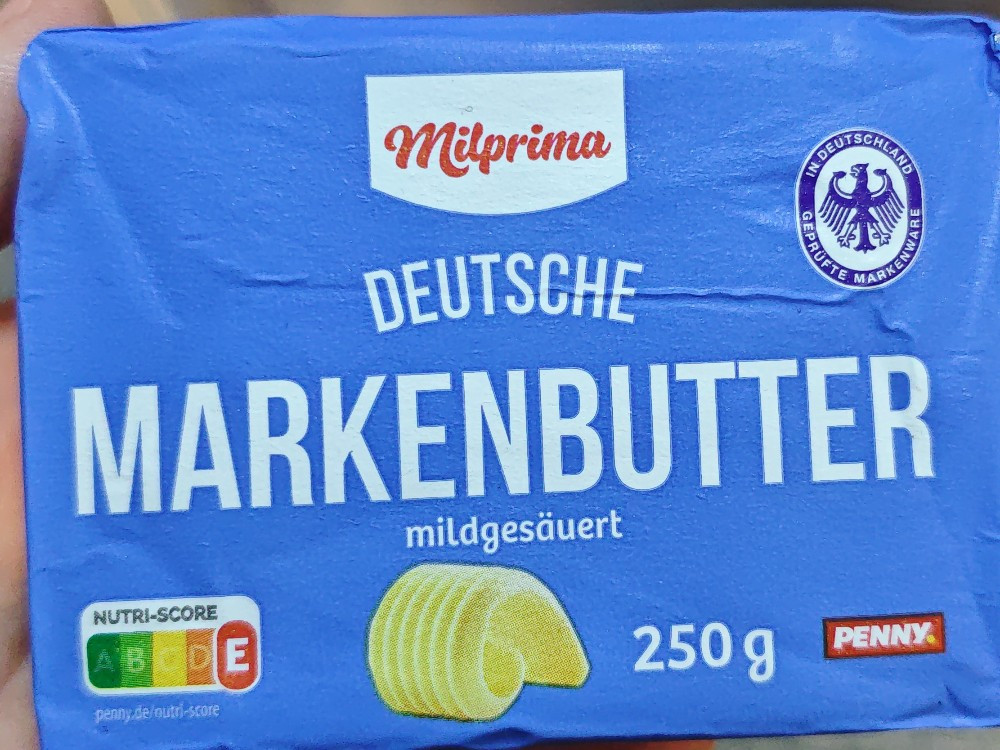 Milprima
IN DEUTSCHLAND
GEPRÜFTE MARKENWARE
DEUTSCHE
MARKENBUTTER
mildgesäuert
NUTRI-SCORE
A B C D E
penny.de/nutri-score
250 g
PENNY.